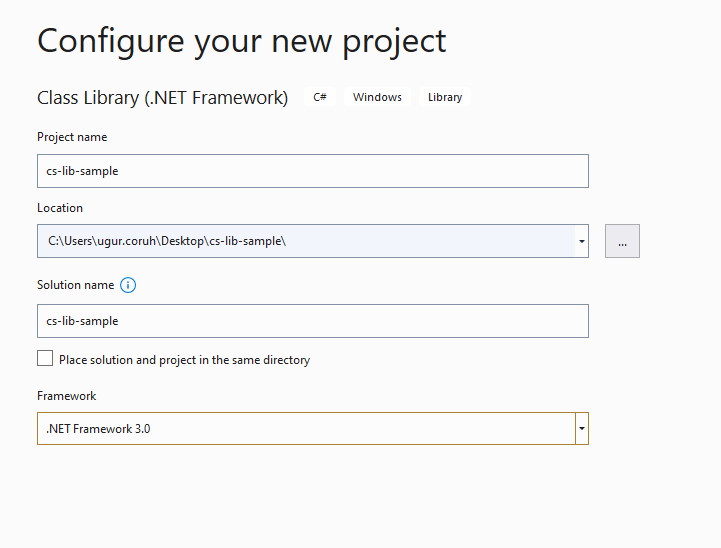 Configure your new project
Class Library (.NET Framework) C# Windows Library
Project name
cs-lib-sample
Location
C:\Users\ugur.coruh\Desktop\cs-lib-sample\
...
Solution name
cs-lib-sample
Place solution and project in the same directory
Framework
.NET Framework 3.0